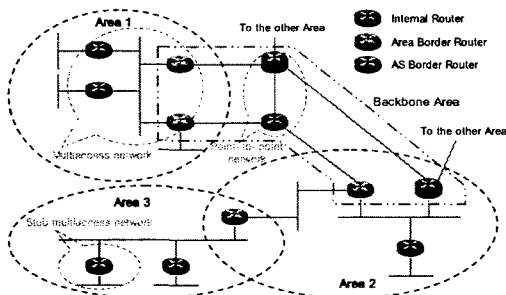 Area 1
To the other Area
Internal Router
Area Border Router
AS Border Router
Backbone Area
To the other Area
Multiaccess network
Point-to-point
network
Area 3
Stub multiaccess network
Area 2